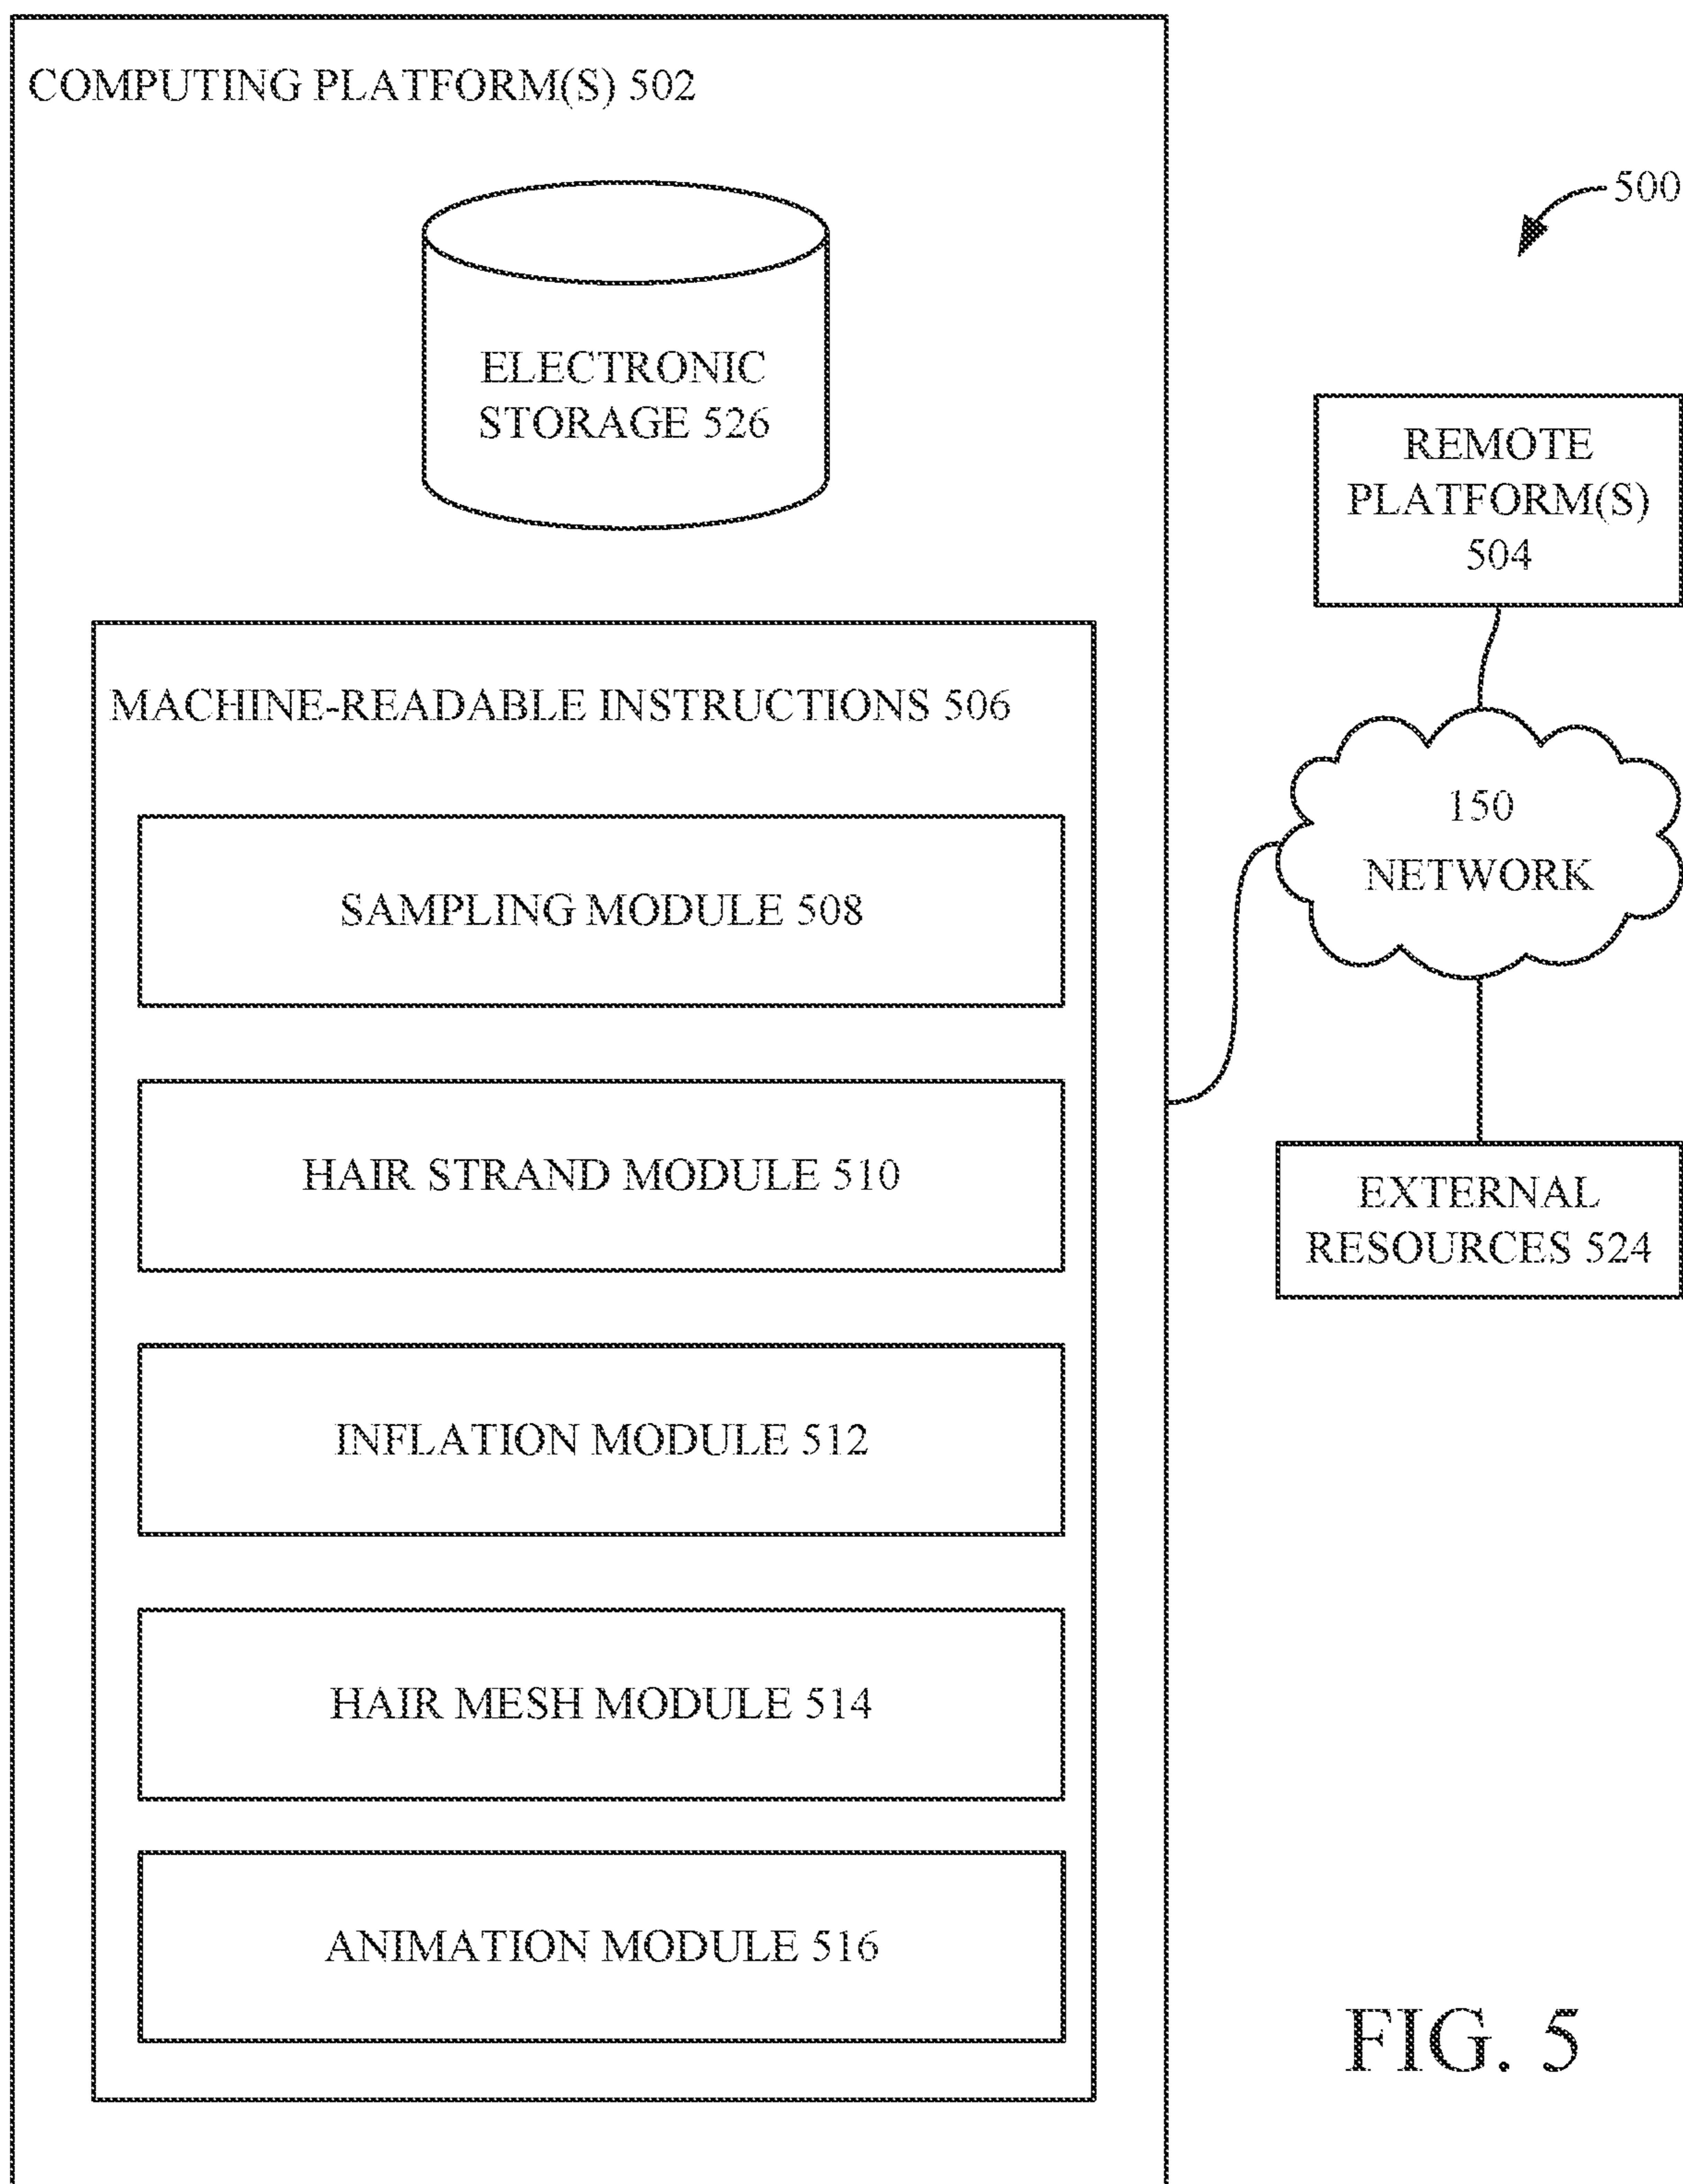 COMPUTING PLATFORM(S) 502
500
ELECTRONIC
STORAGE 526
REMOTE
PLATFORM(S)
504
MACHINE-READABLE INSTRUCTIONS 506
150
NETWORK
SAMPLING MODULE 508
HAIR STRAND MODULE 510
EXTERNAL
RESOURCES 524
INFLATION MODULE 512
HAIR MESH MODULE 514
ANIMATION MODULE 516
FIG. 5